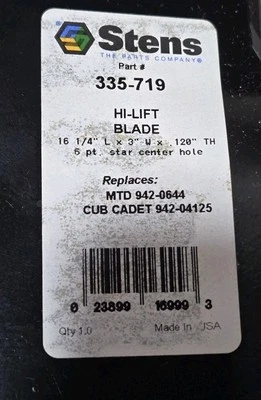 Stens
THE PARTS COMPANY®
Part #
335-719
HI-LIFT
BLADE
16 1/4" L x 3" W x .120" TH
6 pt. star center hole
Replaces:
MTD 942-0644
CUB CADET 942-04125
0 23899 16999 3
Qty 1.0 Made In USA